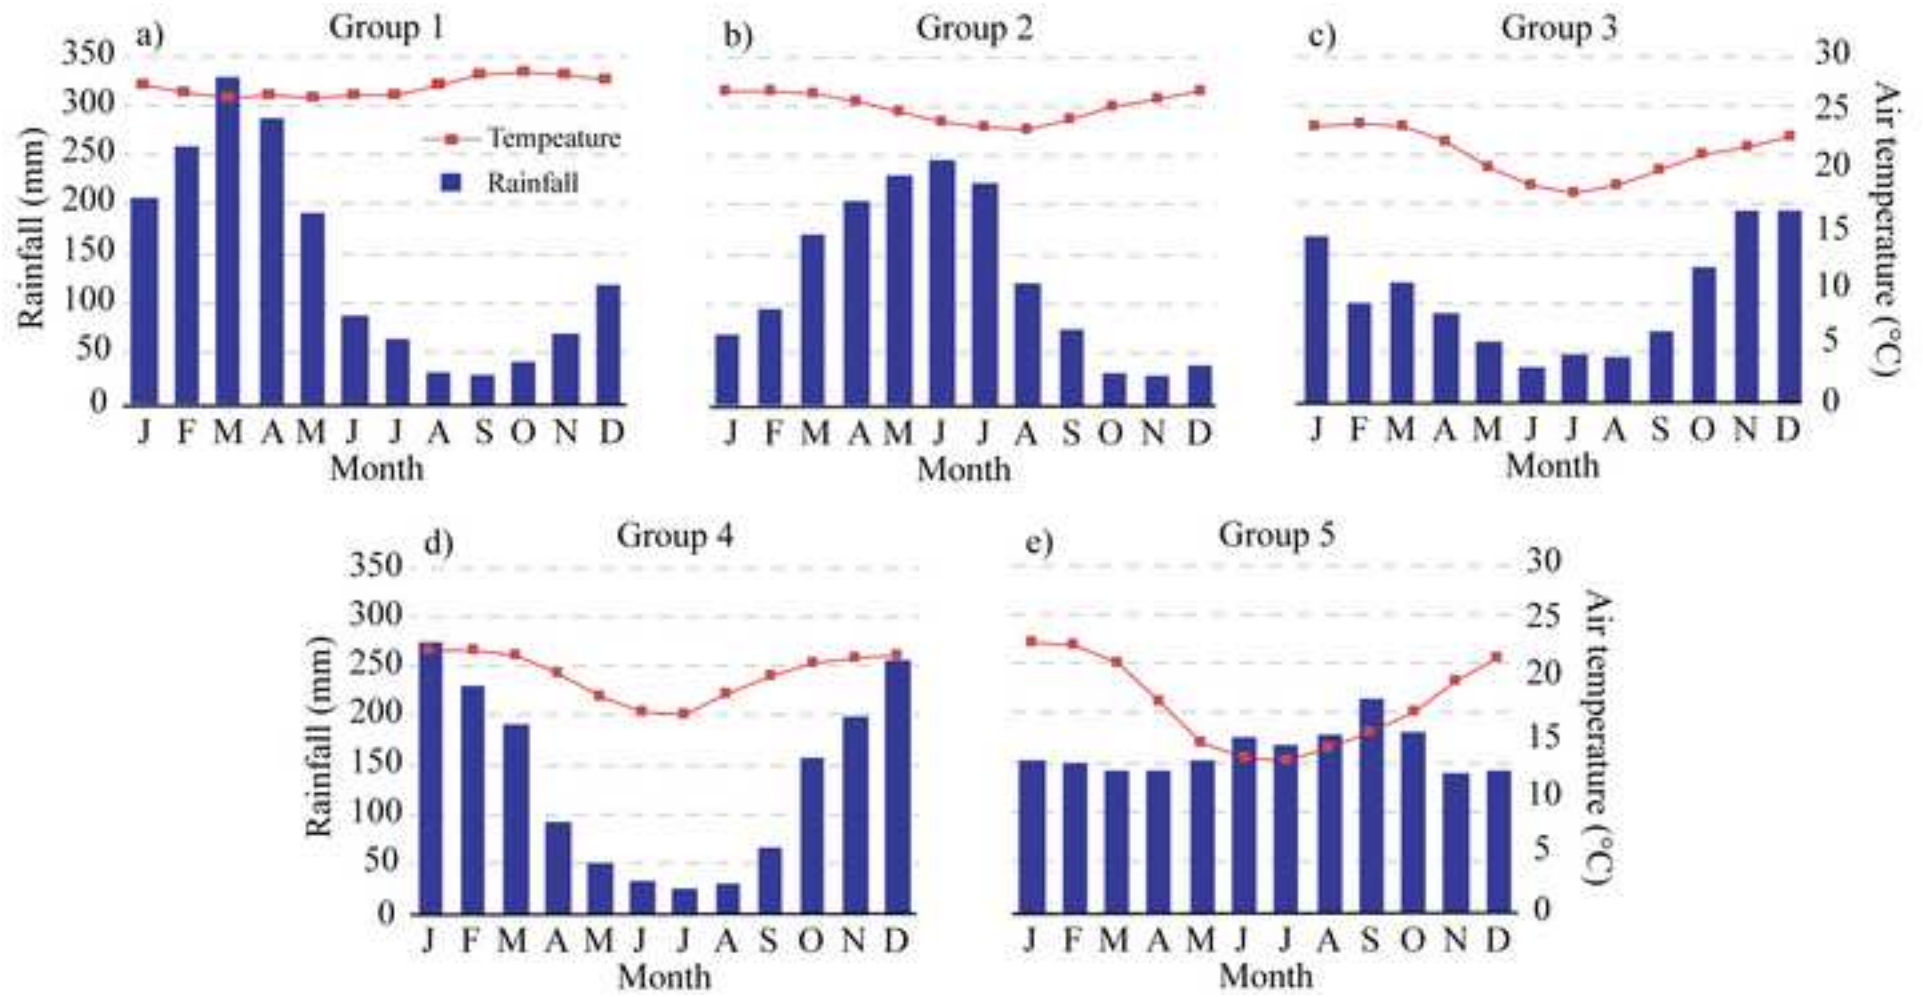 a) Group 1
b) Group 2
c) Group 3
350
300
250
200
150
100
50
0
Rainfall (mm)
Tempeature
Rainfall
30
25
20
15
10
5
0
Air temperature (°C)
J F M A M J J A S O N D
J F M A M J J A S O N D
J F M A M J J A S O N D
Month
Month
Month
d) Group 4
e) Group 5
350
300
250
200
150
100
50
0
Rainfall (mm)
30
25
20
15
10
5
0
Air temperature (°C)
J F M A M J J A S O N D
J F M A M J J A S O N D
Month
Month